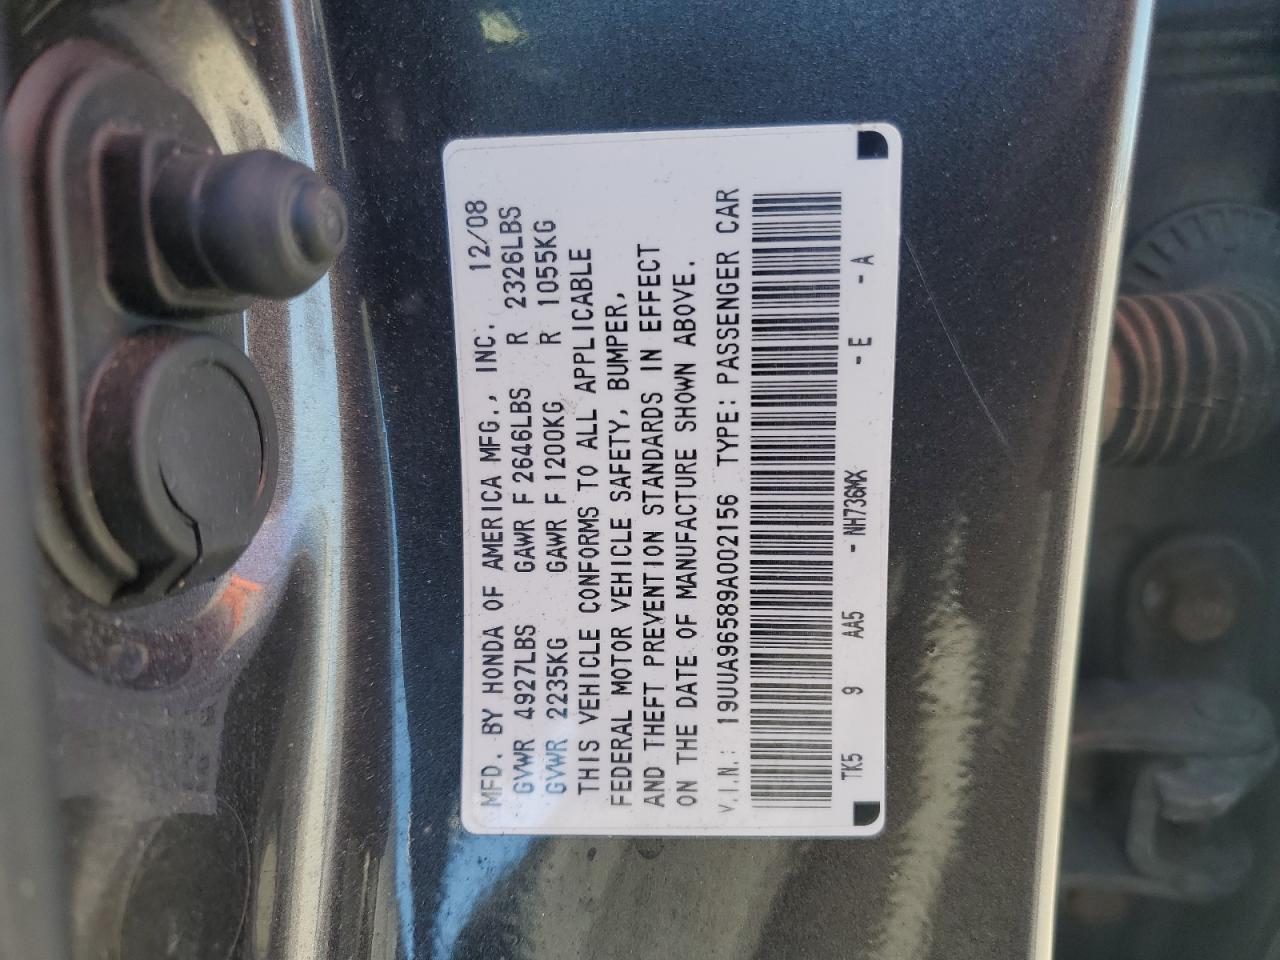 MFD. BY HONDA OF AMERICA MFG., INC. 12/08
GVWR 4927LBS GAWR F 2646LBS R 2326LBS
GVWR 2235KG GAWR F 1200KG R 1055KG
THIS VEHICLE CONFORMS TO ALL APPLICABLE
FEDERAL MOTOR VEHICLE SAFETY, BUMPER,
AND THEFT PREVENTION STANDARDS IN EFFECT
ON THE DATE OF MANUFACTURE SHOWN ABOVE.
V.I.N.: 19UUA96589A002156 TYPE: PASSENGER CAR
TK5 9 AA5 - NH736MX - E - A